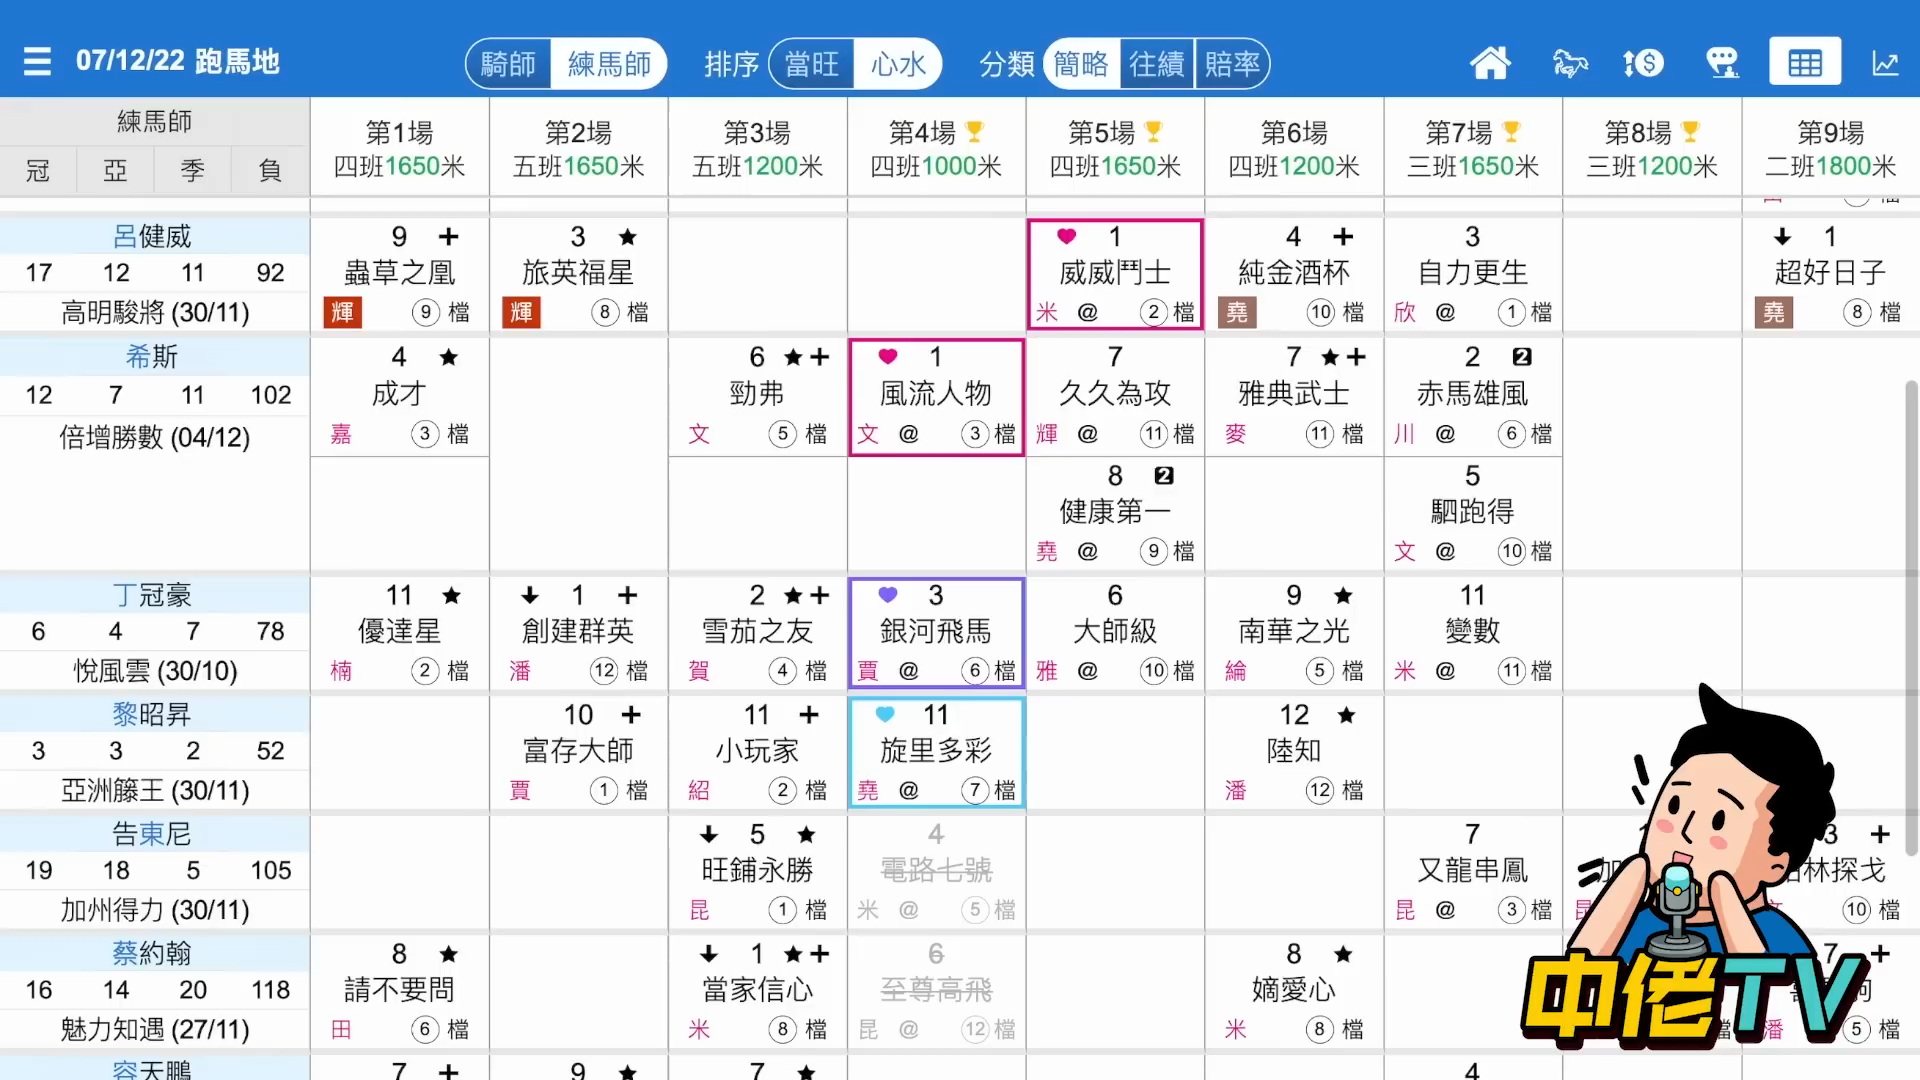 07/12/22 跑馬地 騎師 練馬師 排序 當旺 心水 分類 簡略 往績 賠率
練馬師
冠 亞 季 負
第1場 第2場 第3場 第4場 第5場 第6場 第7場 第8場 第9場
四班1650米 五班1650米 五班1200米 四班1000米 四班1650米 四班1200米 三班1650米 三班1200米 二班1800米
呂健威 9 + 3 ★ 1 4 + 3 1
17 12 11 92 蟲草之凰 旅英福星 威威鬥士 純金酒杯 自力更生 超好日子
高明駿將 (30/11) 輝 9 檔 輝 8 檔 米 @ 2 檔 堯 10 檔 欣 @ 1 檔 堯 8 檔
希斯 4 ★ 6 ★+ 1 7 7 ★+ 2 2
12 7 11 102 成才 勁弗 風流人物 久久為攻 雅典武士 赤馬雄風
倍增勝數 (04/12) 嘉 3 檔 文 5 檔 文 @ 3 檔 輝 @ 11 檔 麥 11 檔 川 @ 6 檔
8 2 5
健康第一 駟跑得
堯 @ 9 檔 文 @ 10 檔
丁冠豪 11 ★ 1 + 2 ★+ 3 6 9 ★ 11
6 4 7 78 優達星 創建群英 雪茄之友 銀河飛馬 大師級 南華之光 變數
悅風雲 (30/10) 楠 2 檔 潘 12 檔 賀 4 檔 賈 @ 6 檔 雅 @ 10 檔 綸 5 檔 米 @ 11 檔
黎昭昇 10 + 11 + 11 12 ★
3 3 2 52 富存大師 小玩家 旋里多彩 陸知
亞洲籐王 (30/11) 賈 1 檔 紹 2 檔 堯 @ 7 檔 潘 12 檔
告東尼 5 ★ 4 7 3 +
19 18 5 105 旺鋪永勝 電路七號 又龍串鳳 林探戈
加州得力 (30/11) 昆 1 檔 米 @ 5 檔 昆 @ 3 檔 10 檔
蔡約翰 8 ★ 1 ★+ 6 8 ★ 7 +
16 14 20 118 請不要問 當家信心 至尊高飛 嫡愛心
魅力知遇 (27/11) 田 6 檔 米 8 檔 昆 @ 12 檔 米 8 檔 潘 5 檔
容天鵬 7 + 9 ★ 7 ★ 4
中佬TV